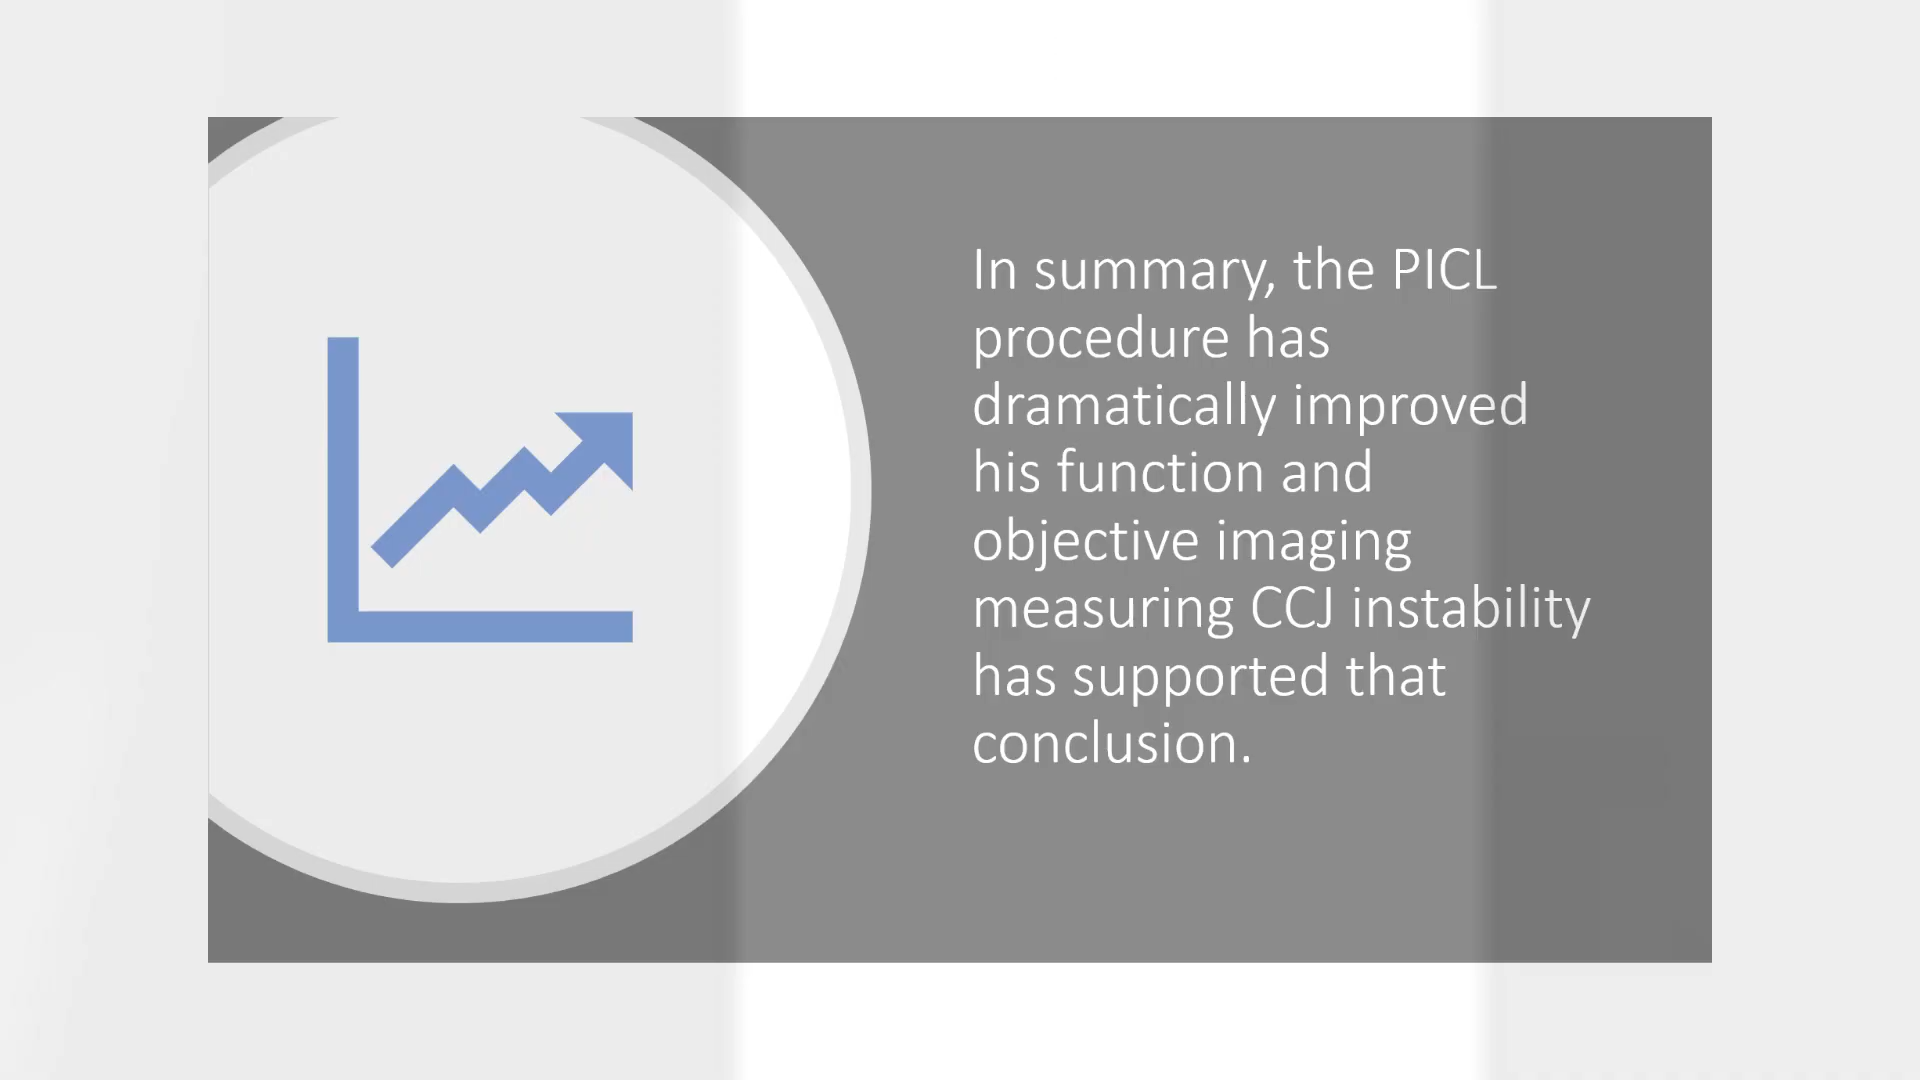 In summary, the PICL
procedure has
dramatically improved
his function and
objective imaging
measuring CCJ instability
has supported that
conclusion.